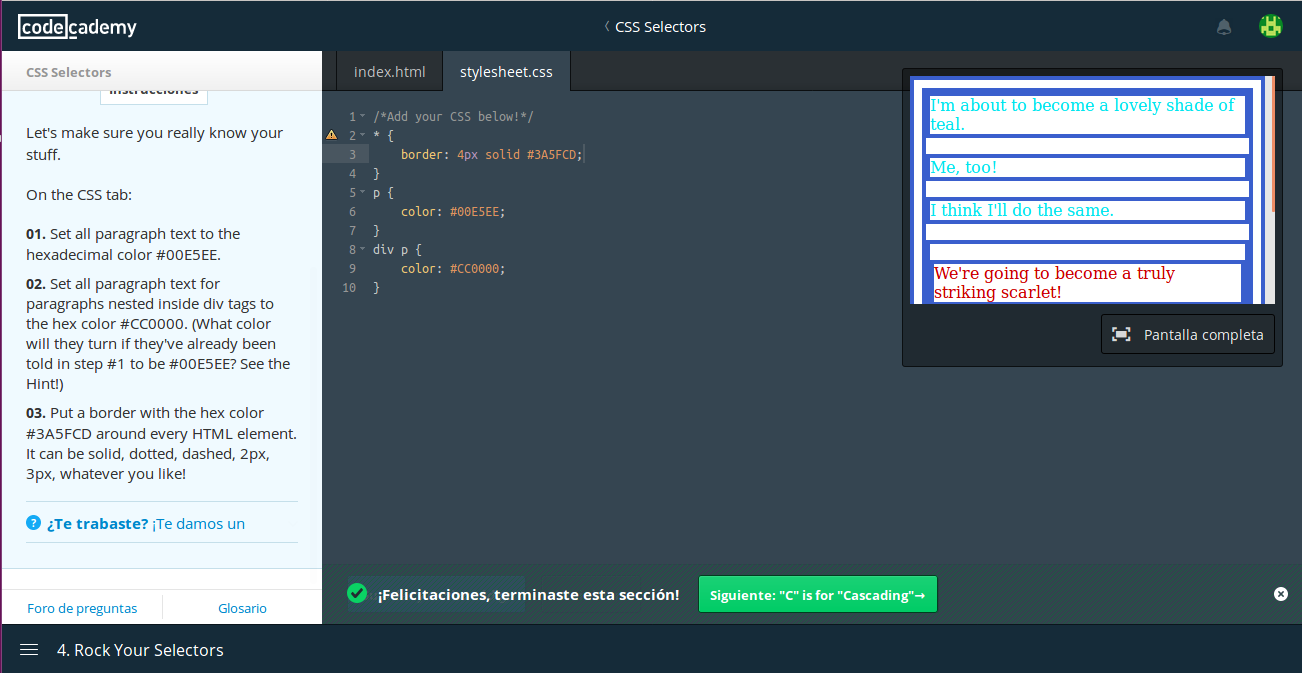 codecademy
CSS Selectors
CSS Selectors
Instrucciones
Let's make sure you really know your
stuff.
On the CSS tab:
01. Set all paragraph text to the
hexadecimal color #00E5EE.
02. Set all paragraph text for
paragraphs nested inside div tags to
the hex color #CC0000. (What color
will they turn if they've already been
told in step #1 to be #00E5EE? See the
Hint!)
03. Put a border with the hex color
#3A5FCD around every HTML element.
It can be solid, dotted, dashed, 2px,
3px, whatever you like!
? ¿Te trabaste? ¡Te damos un
Foro de preguntas
Glosario
index.html
stylesheet.css
1 /*Add your CSS below!*/
2 * {
3 border: 4px solid #3A5FCD;
4 }
5 p {
6 color: #00E5EE;
7 }
8 div p {
9 color: #CC0000;
10 }
I'm about to become a lovely shade of
teal.
Me, too!
I think I'll do the same.
We're going to become a truly
striking scarlet!
Pantalla completa
¡Felicitaciones, terminaste esta sección!
Siguiente: "C" is for "Cascading"→
4. Rock Your Selectors